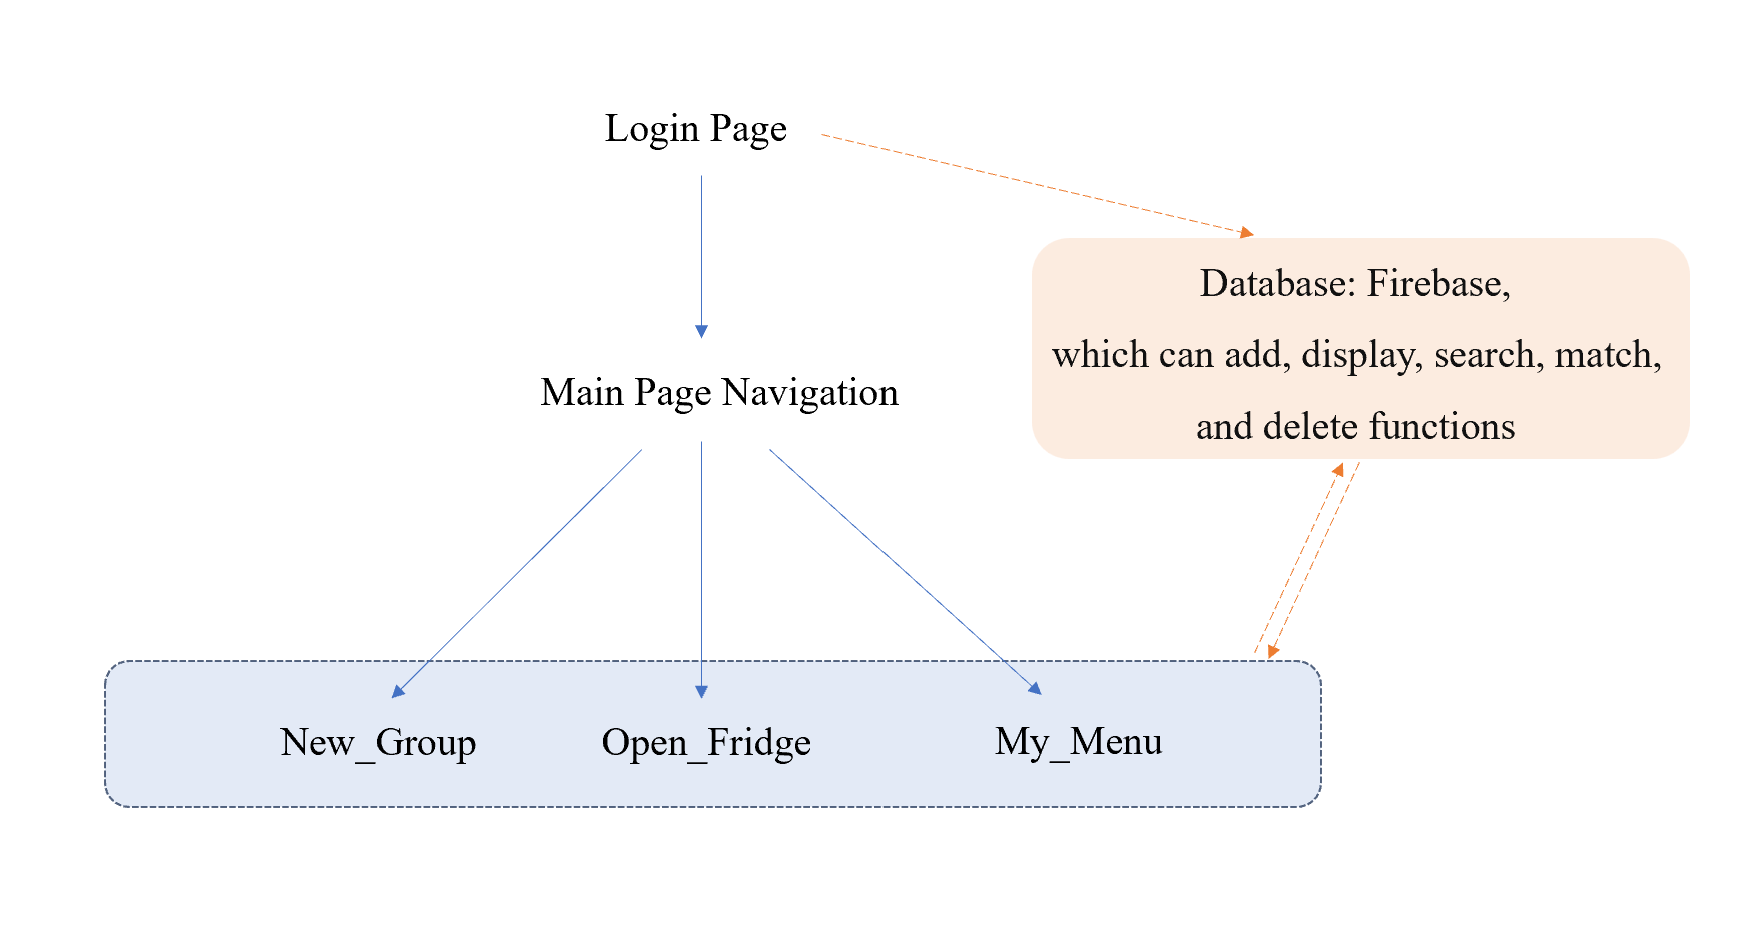 Login Page
Database: Firebase,
which can add, display, search, match,
and delete functions
Main Page Navigation
New_Group
Open_Fridge
My_Menu